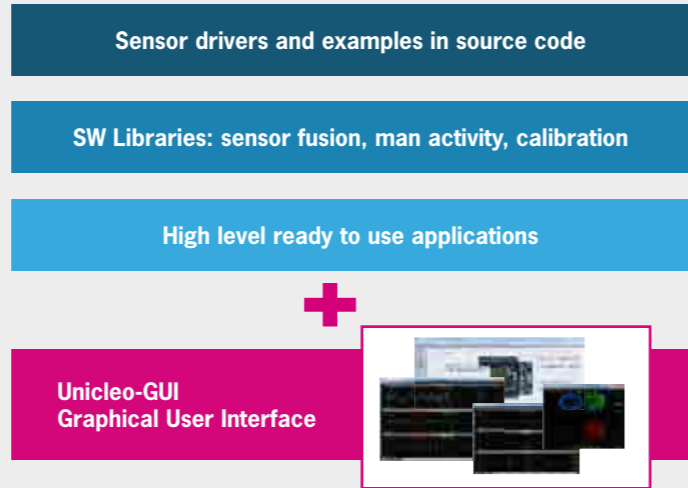 Sensor drivers and examples in source code
SW Libraries: sensor fusion, man activity, calibration
High level ready to use applications
Unicleo-GUI
Graphical User Interface